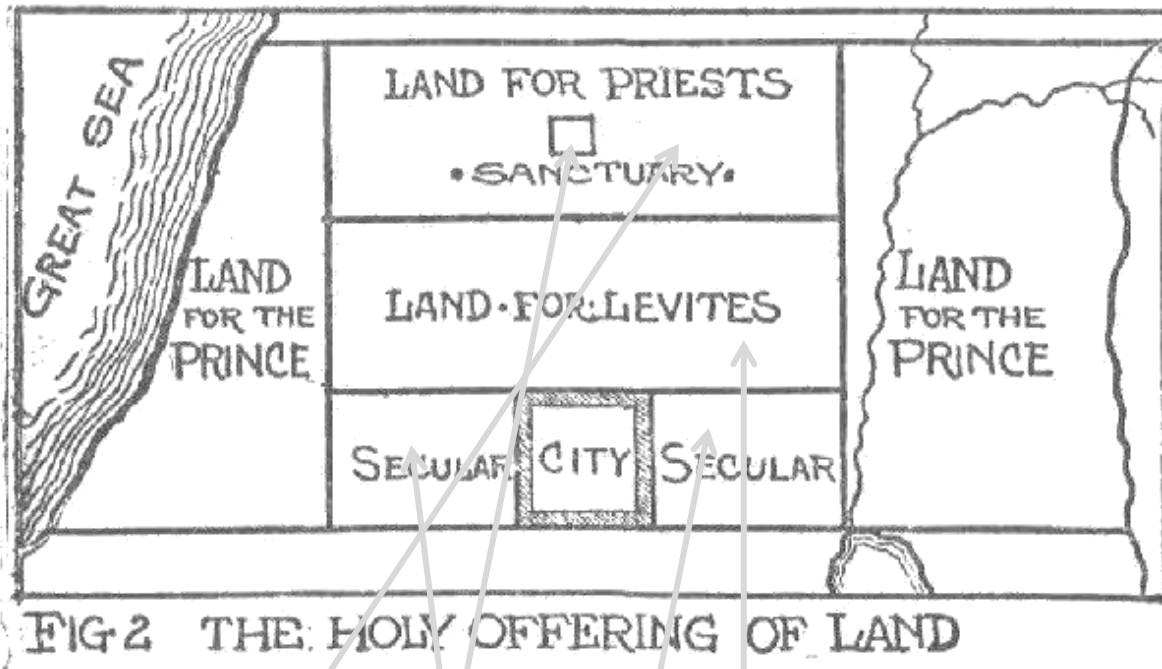 GREAT SEA
LAND FOR PRIESTS
•SANCTUARY•
LAND
FOR THE
PRINCE
LAND·FOR·LEVITES
LAND
FOR THE
PRINCE
SECULAR
CITY
SECULAR
FIG·2 THE HOLY OFFERING OF LAND